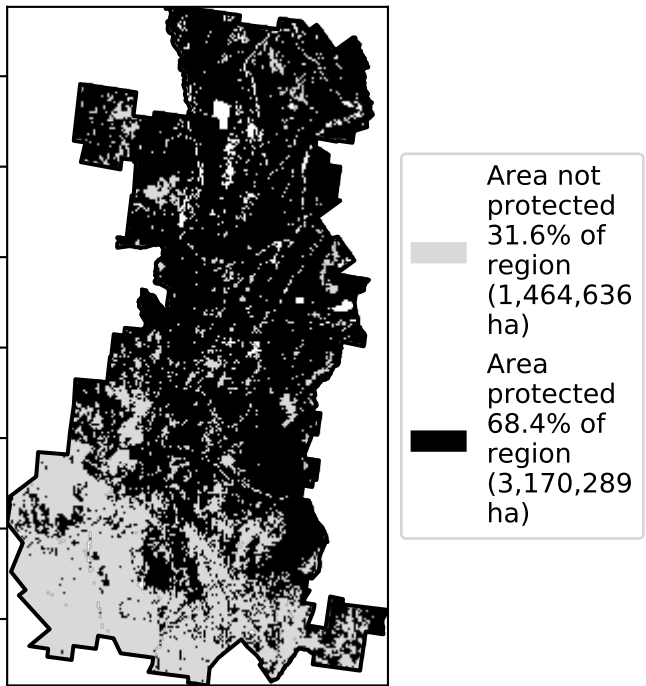 Area not
protected
31.6% of
region
(1,464,636
ha)
Area
protected
68.4% of
region
(3,170,289
ha)